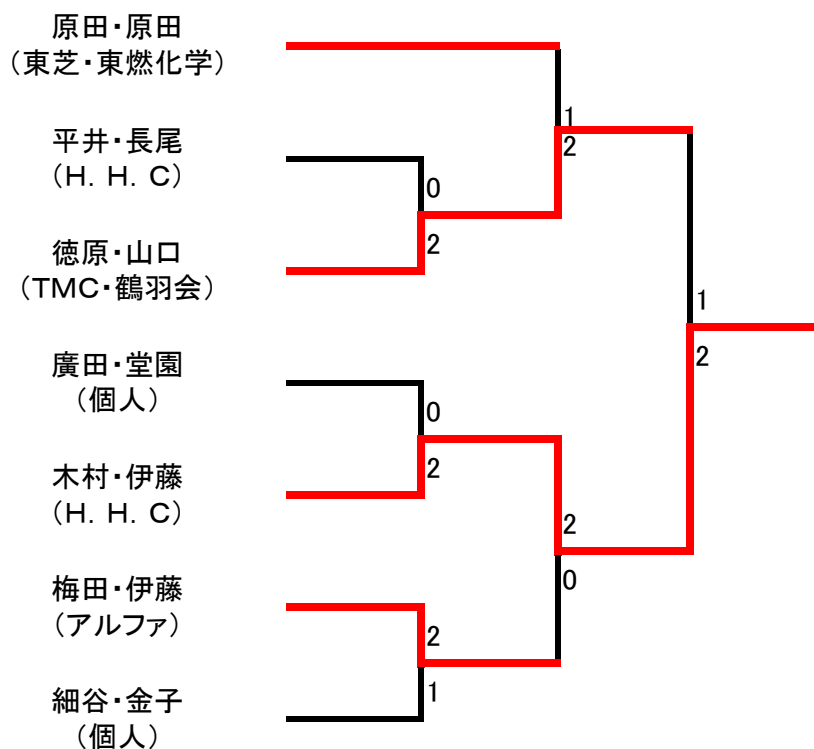 原田・原田
（東芝・東燃化学）
平井・長尾
（H. H. C）
徳原・山口
（TMC・鶴羽会）
廣田・堂園
（個人）
木村・伊藤
（H. H. C）
梅田・伊藤
（アルファ）
細谷・金子
（個人）
0
2
0
2
2
1
1
2
2
0
1
2